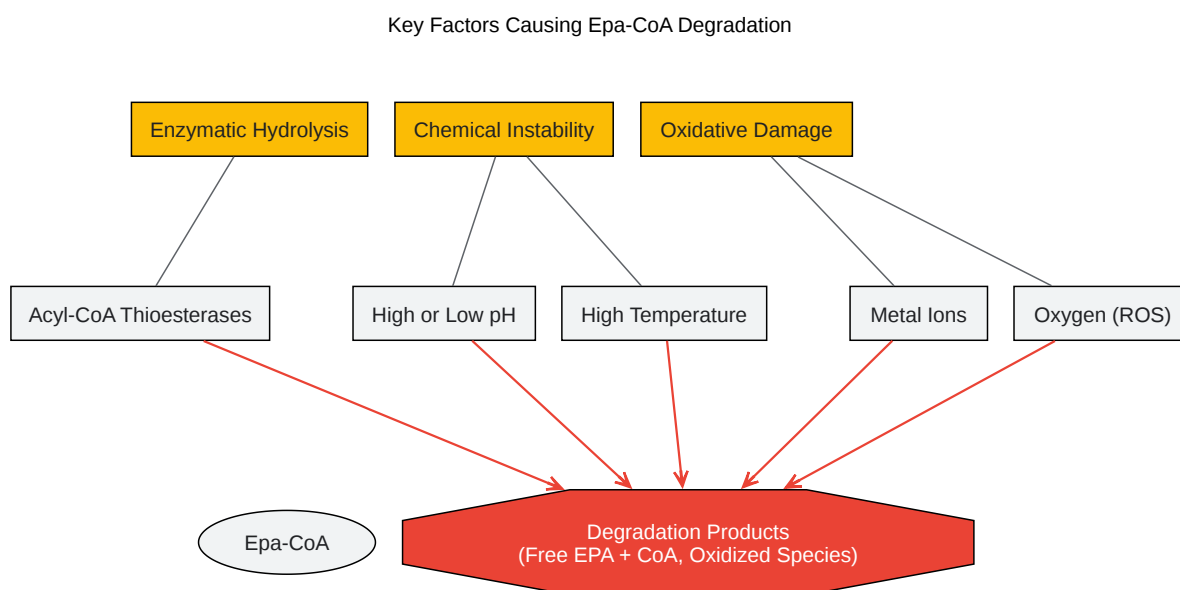 Key Factors Causing Epa-CoA Degradation
Enzymatic Hydrolysis
Chemical Instability
Oxidative Damage
Acyl-CoA Thioesterases
High or Low pH
High Temperature
Metal Ions
Oxygen (ROS)
Epa-CoA
Degradation Products
(Free EPA + CoA, Oxidized Species)